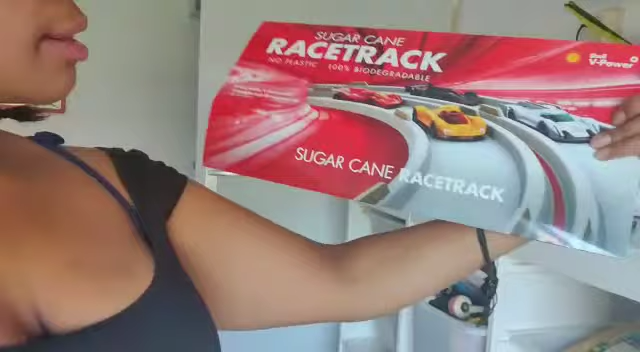 SUGAR CANE
RACETRACK
NO PLASTIC 100% BIODEGRADABLE
Shell
V-Power
SUGAR CANE RACETRACK